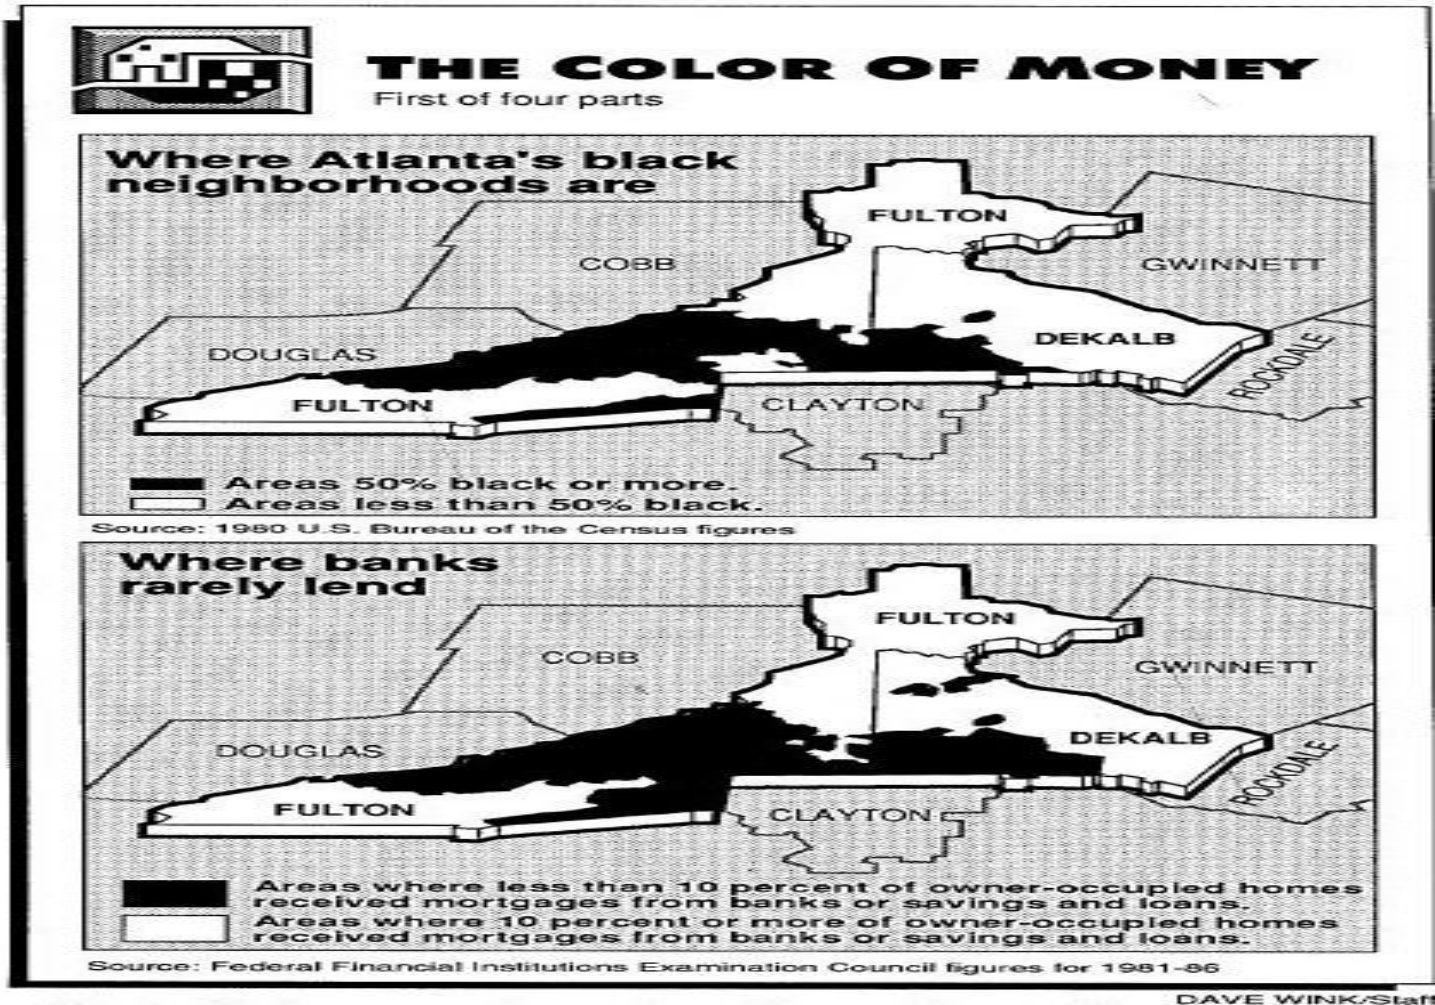 THE COLOR OF MONEY
First of four parts
Where Atlanta's black
neighborhoods are
FULTON
COBB
GWINNETT
DEKALB
DOUGLAS
ROCKDALE
FULTON
CLAYTON
Areas 50% black or more.
Areas less than 50% black.
Source: 1980 U.S. Bureau of the Census figures
Where banks
rarely lend
FULTON
COBB
GWINNETT
DEKALB
DOUGLAS
ROCKDALE
FULTON
CLAYTON
Areas where less than 10 percent of owner-occupied homes
received mortgages from banks or savings and loans.
Areas where 10 percent or more of owner-occupied homes
received mortgages from banks or savings and loans.
Source: Federal Financial Institutions Examination Council figures for 1981-86
DAVE WINK/Staff